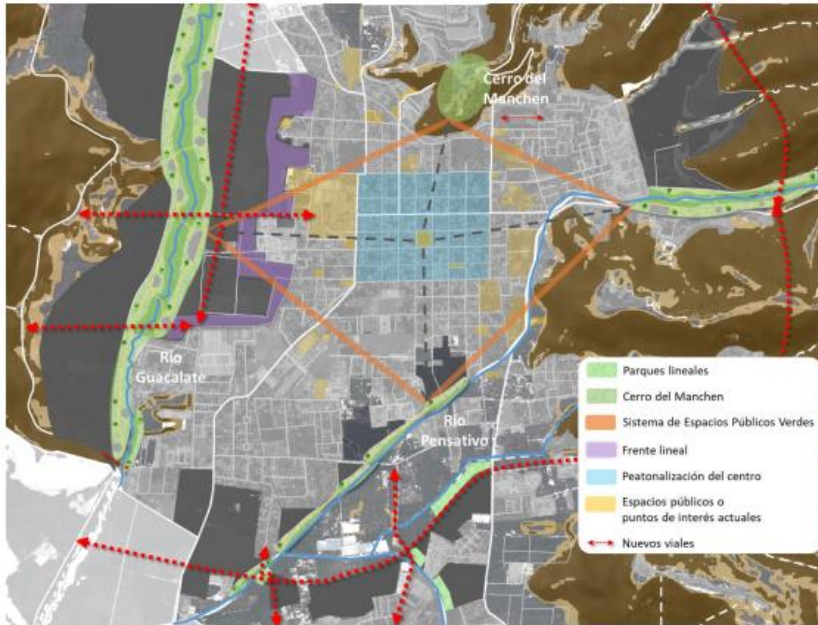 Cerro del
Manchen
Río
Guacalate
Río
Pensativo
Parques lineales
Cerro del Manchen
Sistema de Espacios Públicos Verdes
Frente lineal
Peatonalización del centro
Espacios públicos o
puntos de interés actuales
Nuevos viales